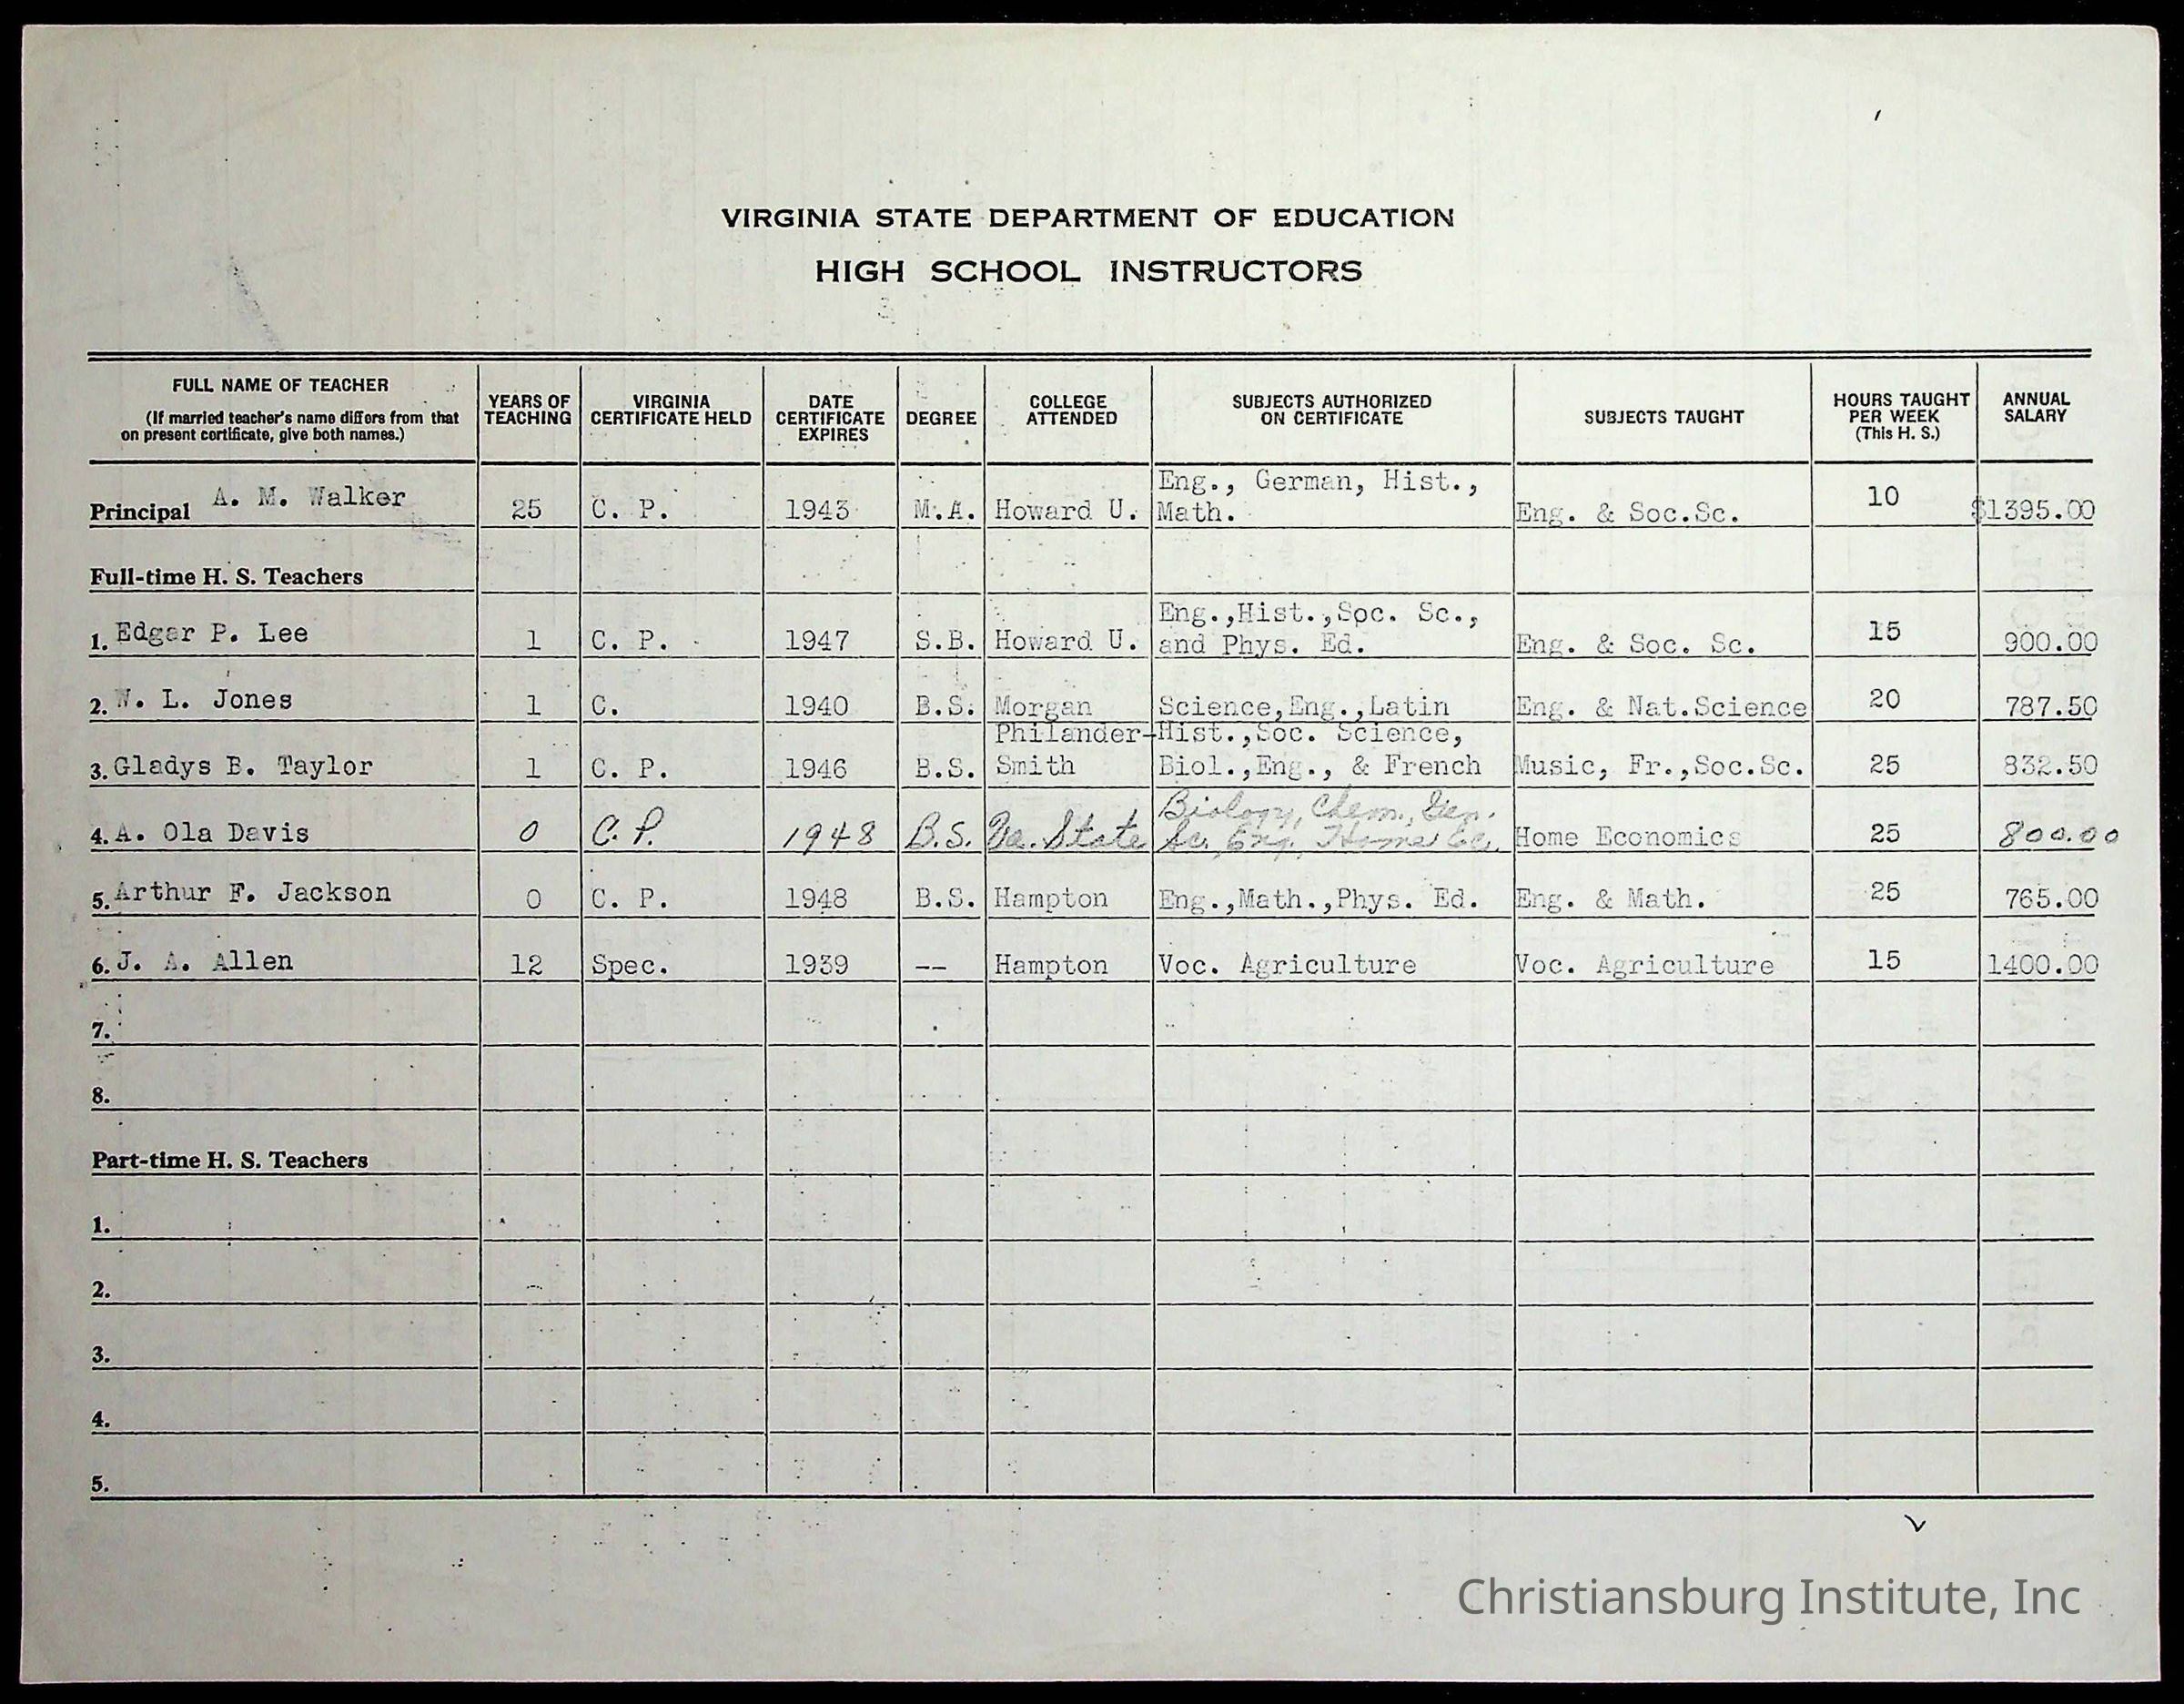 VIRGINIA STATE DEPARTMENT OF EDUCATION
HIGH SCHOOL INSTRUCTORS
FULL NAME OF TEACHER
(If married teacher's name differs from that
on present certificate, give both names.)
YEARS OF
TEACHING
VIRGINIA
CERTIFICATE HELD
DATE
CERTIFICATE
EXPIRES
DEGREE
COLLEGE
ATTENDED
SUBJECTS AUTHORIZED
ON CERTIFICATE
SUBJECTS TAUGHT
HOURS TAUGHT
PER WEEK
(This H. S.)
ANNUAL
SALARY
Principal A. M. Walker 25 C. P. 1943 M.A. Howard U. Eng., German, Hist.,
Math. Eng. & Soc.Sc. 10 $1395.00
Full-time H. S. Teachers
1. Edgar P. Lee 1 C. P. 1947 S.B. Howard U. Eng.,Hist.,Soc. Sc.,
and Phys. Ed. Eng. & Soc. Sc. 15 900.00
2. W. L. Jones 1 C. 1940 B.S. Morgan Science,Eng.,Latin Eng. & Nat.Science 20 787.50
3. Gladys B. Taylor 1 C. P. 1946 B.S. Philander-
Smith Hist.,Soc. Science,
Biol.,Eng., & French Music, Fr.,Soc.Sc. 25 832.50
4. A. Ola Davis 0 C. P. 1948 B.S. Va. State Biology, Chem., Gen.
Sc. Eng., Home Ec. Home Economics 25 800.00
5. Arthur F. Jackson 0 C. P. 1948 B.S. Hampton Eng.,Math.,Phys. Ed. Eng. & Math. 25 765.00
6. J. A. Allen 12 Spec. 1939 -- Hampton Voc. Agriculture Voc. Agriculture 15 1400.00
7.
8.
Part-time H. S. Teachers
1.
2.
3.
4.
5.
Christiansburg Institute, Inc